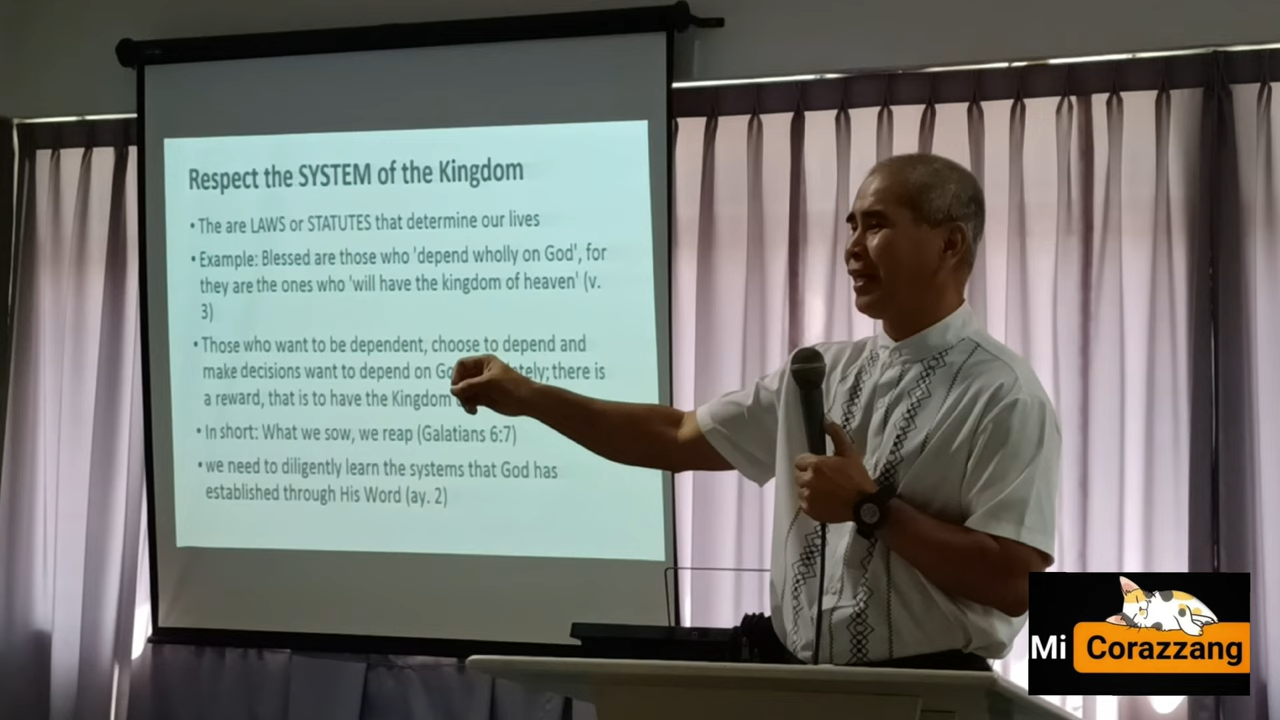 Respect the SYSTEM of the Kingdom
• The are LAWS or STATUTES that determine our lives
• Example: Blessed are those who 'depend wholly on God', for
they are the ones who 'will have the kingdom of heaven' (v.
3)
• Those who want to be dependent, choose to depend and
make decisions want to depend on there is
a reward, that is to have the Kingdom
• In short: What we sow, we reap (Galatians 6:7)
• we need to diligently learn the systems that God has
established through His Word (ay. 2)
Mi Corazzang